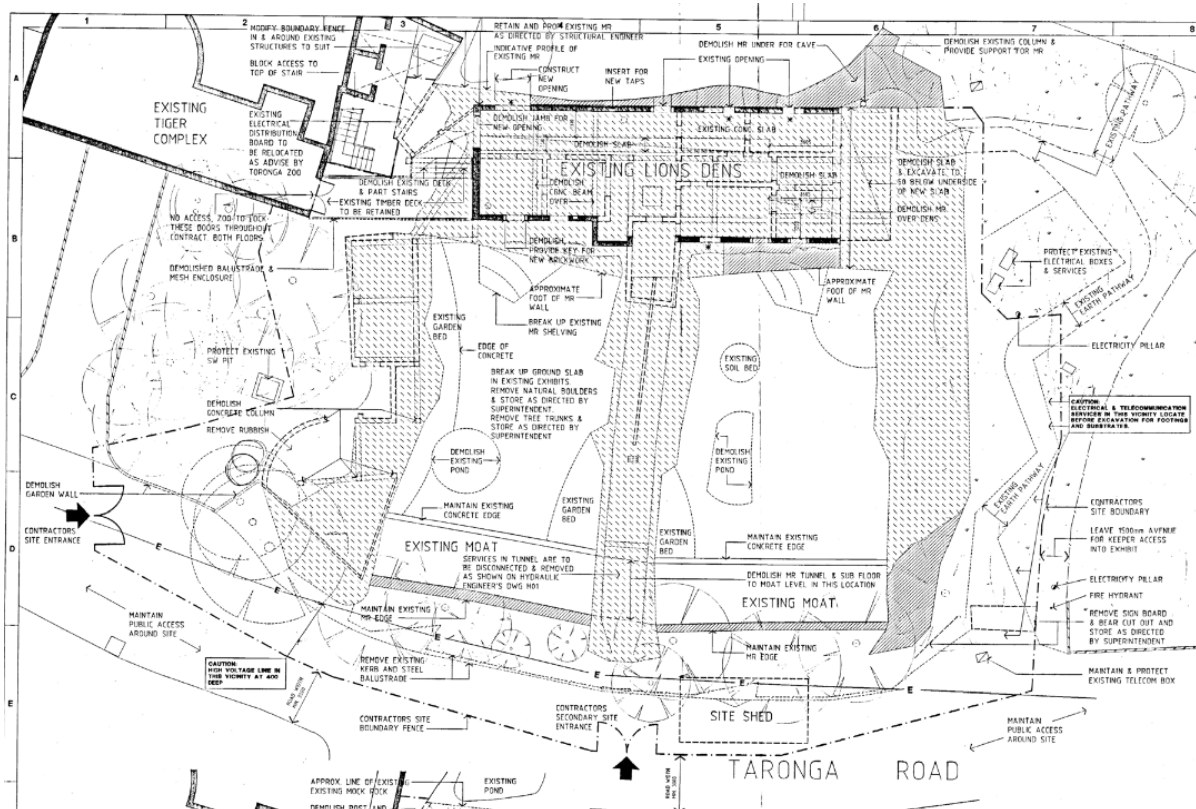 1
2
3
4
5
6
7
8
A
B
C
D
E
MODIFY BOUNDARY FENCE
IN & AROUND EXISTING
STRUCTURES TO SUIT
BLOCK ACCESS TO
TOP OF STAIR
EXISTING
TIGER
COMPLEX
EXISTING
ELECTRICAL
DISTRIBUTION
BOARD TO
BE RELOCATED
AS ADVISE BY
TORONGA ZOO
RETAIN AND PROP EXISTING MR
AS DIRECTED BY STRUCTURAL ENGINEER
INDICATIVE PROFILE OF
EXISTING MR
CONSTRUCT
NEW
OPENING
INSERT FOR
NEW TAPS
DEMOLISH MR UNDER FOR CAVE
EXISTING OPENING
DEMOLISH EXISTING COLUMN &
PROVIDE SUPPORT FOR MR
EXISTING PATHWAY
DEMOLISH JAMB FOR
NEW OPENING
EXISTING CONC SLAB
DEMOLISH SLAB
EXISTING LIONS DENS
DEMOLISH SLAB
DEMOLISH
CONC BEAM
OVER
DEMOLISH SLAB
& EXCAVATE TO
50 BELOW UNDERSIDE
OF NEW SLAB
DEMOLISH MR
OVER DENS
DEMOLISH EXISTING DECK
& PART STAIRS
EXISTING TIMBER DECK
TO BE RETAINED
NO ACCESS, ZOO TO LOCK
THESE DOORS THROUGHOUT
CONTRACT BOTH FLOORS
DEMOLISHED BALUSTRADE &
MESH ENCLOSURE
DEMOLISH,
PROVIDE KEY FOR
NEW BRICKWORK
APPROXIMATE
FOOT OF MR
WALL
BREAK UP EXISTING
MR SHELVING
APPROXIMATE
FOOT OF MR
WALL
PROTECT EXISTING
ELECTRICAL BOXES
& SERVICES
EXISTING
EARTH PATHWAY
ELECTRICITY PILLAR
EXISTING
GARDEN
BED
EDGE OF
CONCRETE
PROTECT EXISTING
SW PIT
BREAK UP GROUND SLAB
IN EXISTING EXHIBITS.
REMOVE NATURAL BOULDERS
& STORE AS DIRECTED BY
SUPERINTENDENT.
REMOVE TREE TRUNKS &
STORE AS DIRECTED BY
SUPERINTENDENT
EXISTING
SOIL BED
DEMOLISH
CONCRETE COLUMN
REMOVE RUBBISH
CAUTION:
ELECTRICAL & TELECOMMUNICATION
SERVICES IN THIS VICINITY LOCATE
BEFORE EXCAVATION FOR FOOTINGS
AND SUBSTRATES.
DEMOLISH
EXISTING
POND
DEMOLISH
EXISTING
POND
DEMOLISH
GARDEN WALL
CONTRACTORS
SITE ENTRANCE
MAINTAIN EXISTING
CONCRETE EDGE
EXISTING
GARDEN
BED
EXISTING
GARDEN
BED
MAINTAIN EXISTING
CONCRETE EDGE
EXISTING
EARTH PATHWAY
CONTRACTORS
SITE BOUNDARY
LEAVE 1500mm AVENUE
FOR KEEPER ACCESS
INTO EXHIBIT
EXISTING MOAT
SERVICES IN TUNNEL ARE TO
BE DISCONNECTED & REMOVED
AS SHOWN ON HYDRAULIC
ENGINEER'S DWG H01
DEMOLISH MR TUNNEL & SUB FLOOR
TO MOAT LEVEL IN THIS LOCATION
EXISTING MOAT
ELECTRICITY PILLAR
FIRE HYDRANT
REMOVE SIGN BOARD
& BEAR CUT OUT AND
STORE AS DIRECTED
BY SUPERINTENDENT
MAINTAIN
PUBLIC ACCESS
AROUND SITE
MAINTAIN EXISTING
MR EDGE
MAINTAIN EXISTING
MR EDGE
E
E
E
E
E
CAUTION:
HIGH VOLTAGE LINE IN
THIS VICINITY AT 400
DEEP
REMOVE EXISTING
KERB AND STEEL
BALUSTRADE
MAINTAIN & PROTECT
EXISTING TELECOM BOX
ROAD WIDTH
CONTRACTORS SITE
BOUNDARY FENCE
CONTRACTORS
SECONDARY SITE
ENTRANCE
SITE SHED
MAINTAIN
PUBLIC ACCESS
AROUND SITE
ROAD WIDTH
TARONGA ROAD
APPROX. LINE OF EXISTING
EXISTING MOCK ROCK
EXISTING
POND
DEMOLISH POST AND